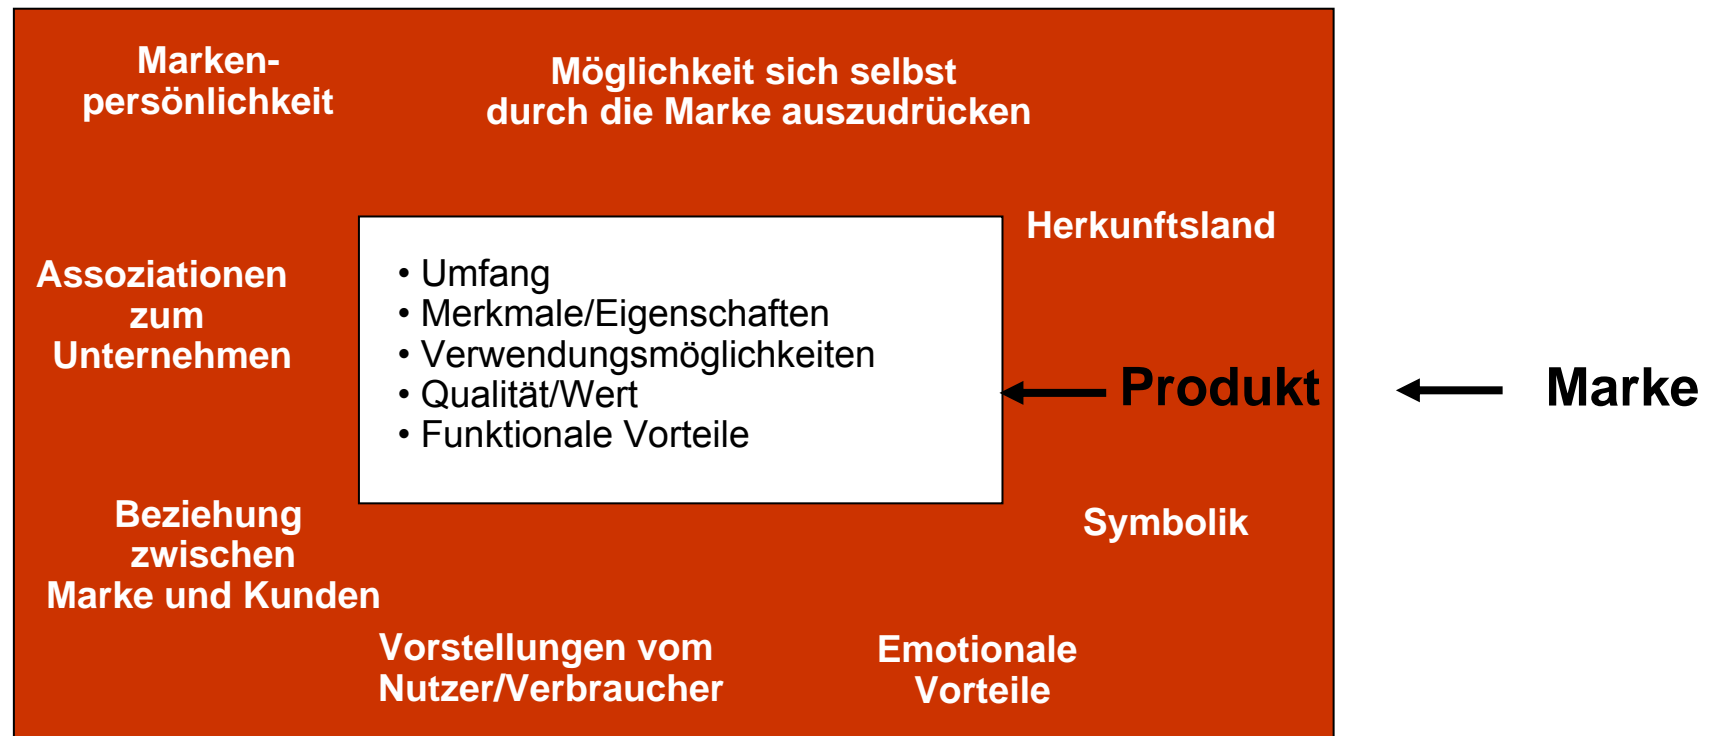 Marken-
persönlichkeit
Möglichkeit sich selbst
durch die Marke auszudrücken
Herkunftsland
Assoziationen
zum
Unternehmen
• Umfang
• Merkmale/Eigenschaften
• Verwendungsmöglichkeiten
• Qualität/Wert
• Funktionale Vorteile
Produkt
Marke
Beziehung
zwischen
Marke und Kunden
Symbolik
Vorstellungen vom
Nutzer/Verbraucher
Emotionale
Vorteile